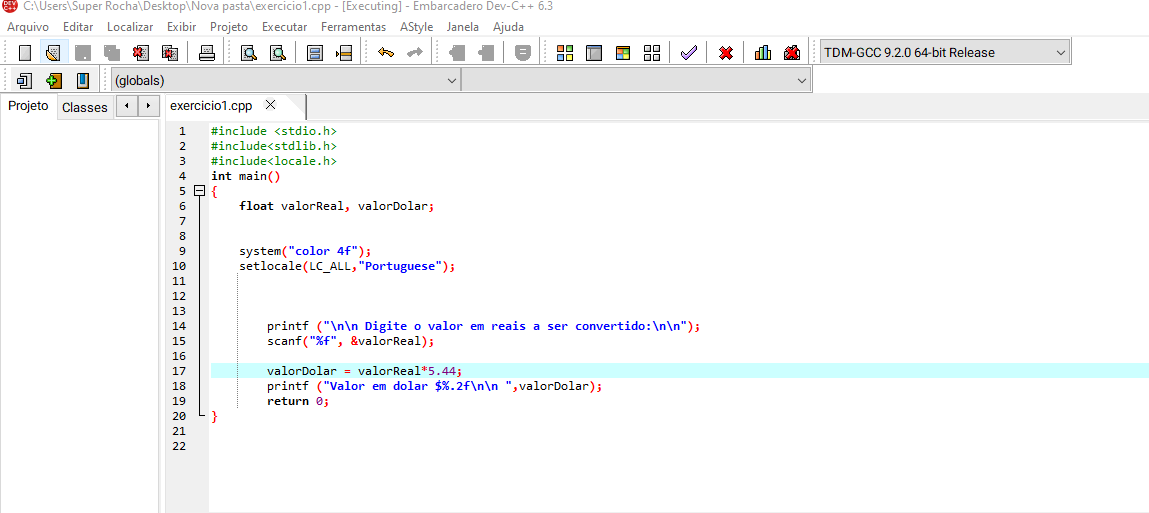 DEV C++ C:\Users\Super Rocha\Desktop\Nova pasta\exercicio1.cpp - [Executing] - Embarcadero Dev-C++ 6.3
Arquivo Editar Localizar Exibir Projeto Executar Ferramentas AStyle Janela Ajuda
TDM-GCC 9.2.0 64-bit Release
(globals)
Projeto Classes exercicio1.cpp
1 #include <stdio.h>
2 #include<stdlib.h>
3 #include<locale.h>
4 int main()
5 {
6 float valorReal, valorDolar;
7
8
9 system("color 4f");
10 setlocale(LC_ALL,"Portuguese");
11
12
13
14 printf ("\n\n Digite o valor em reais a ser convertido:\n\n");
15 scanf("%f", &valorReal);
16
17 valorDolar = valorReal*5.44;
18 printf ("Valor em dolar $%.2f\n\n ",valorDolar);
19 return 0;
20 }
21
22